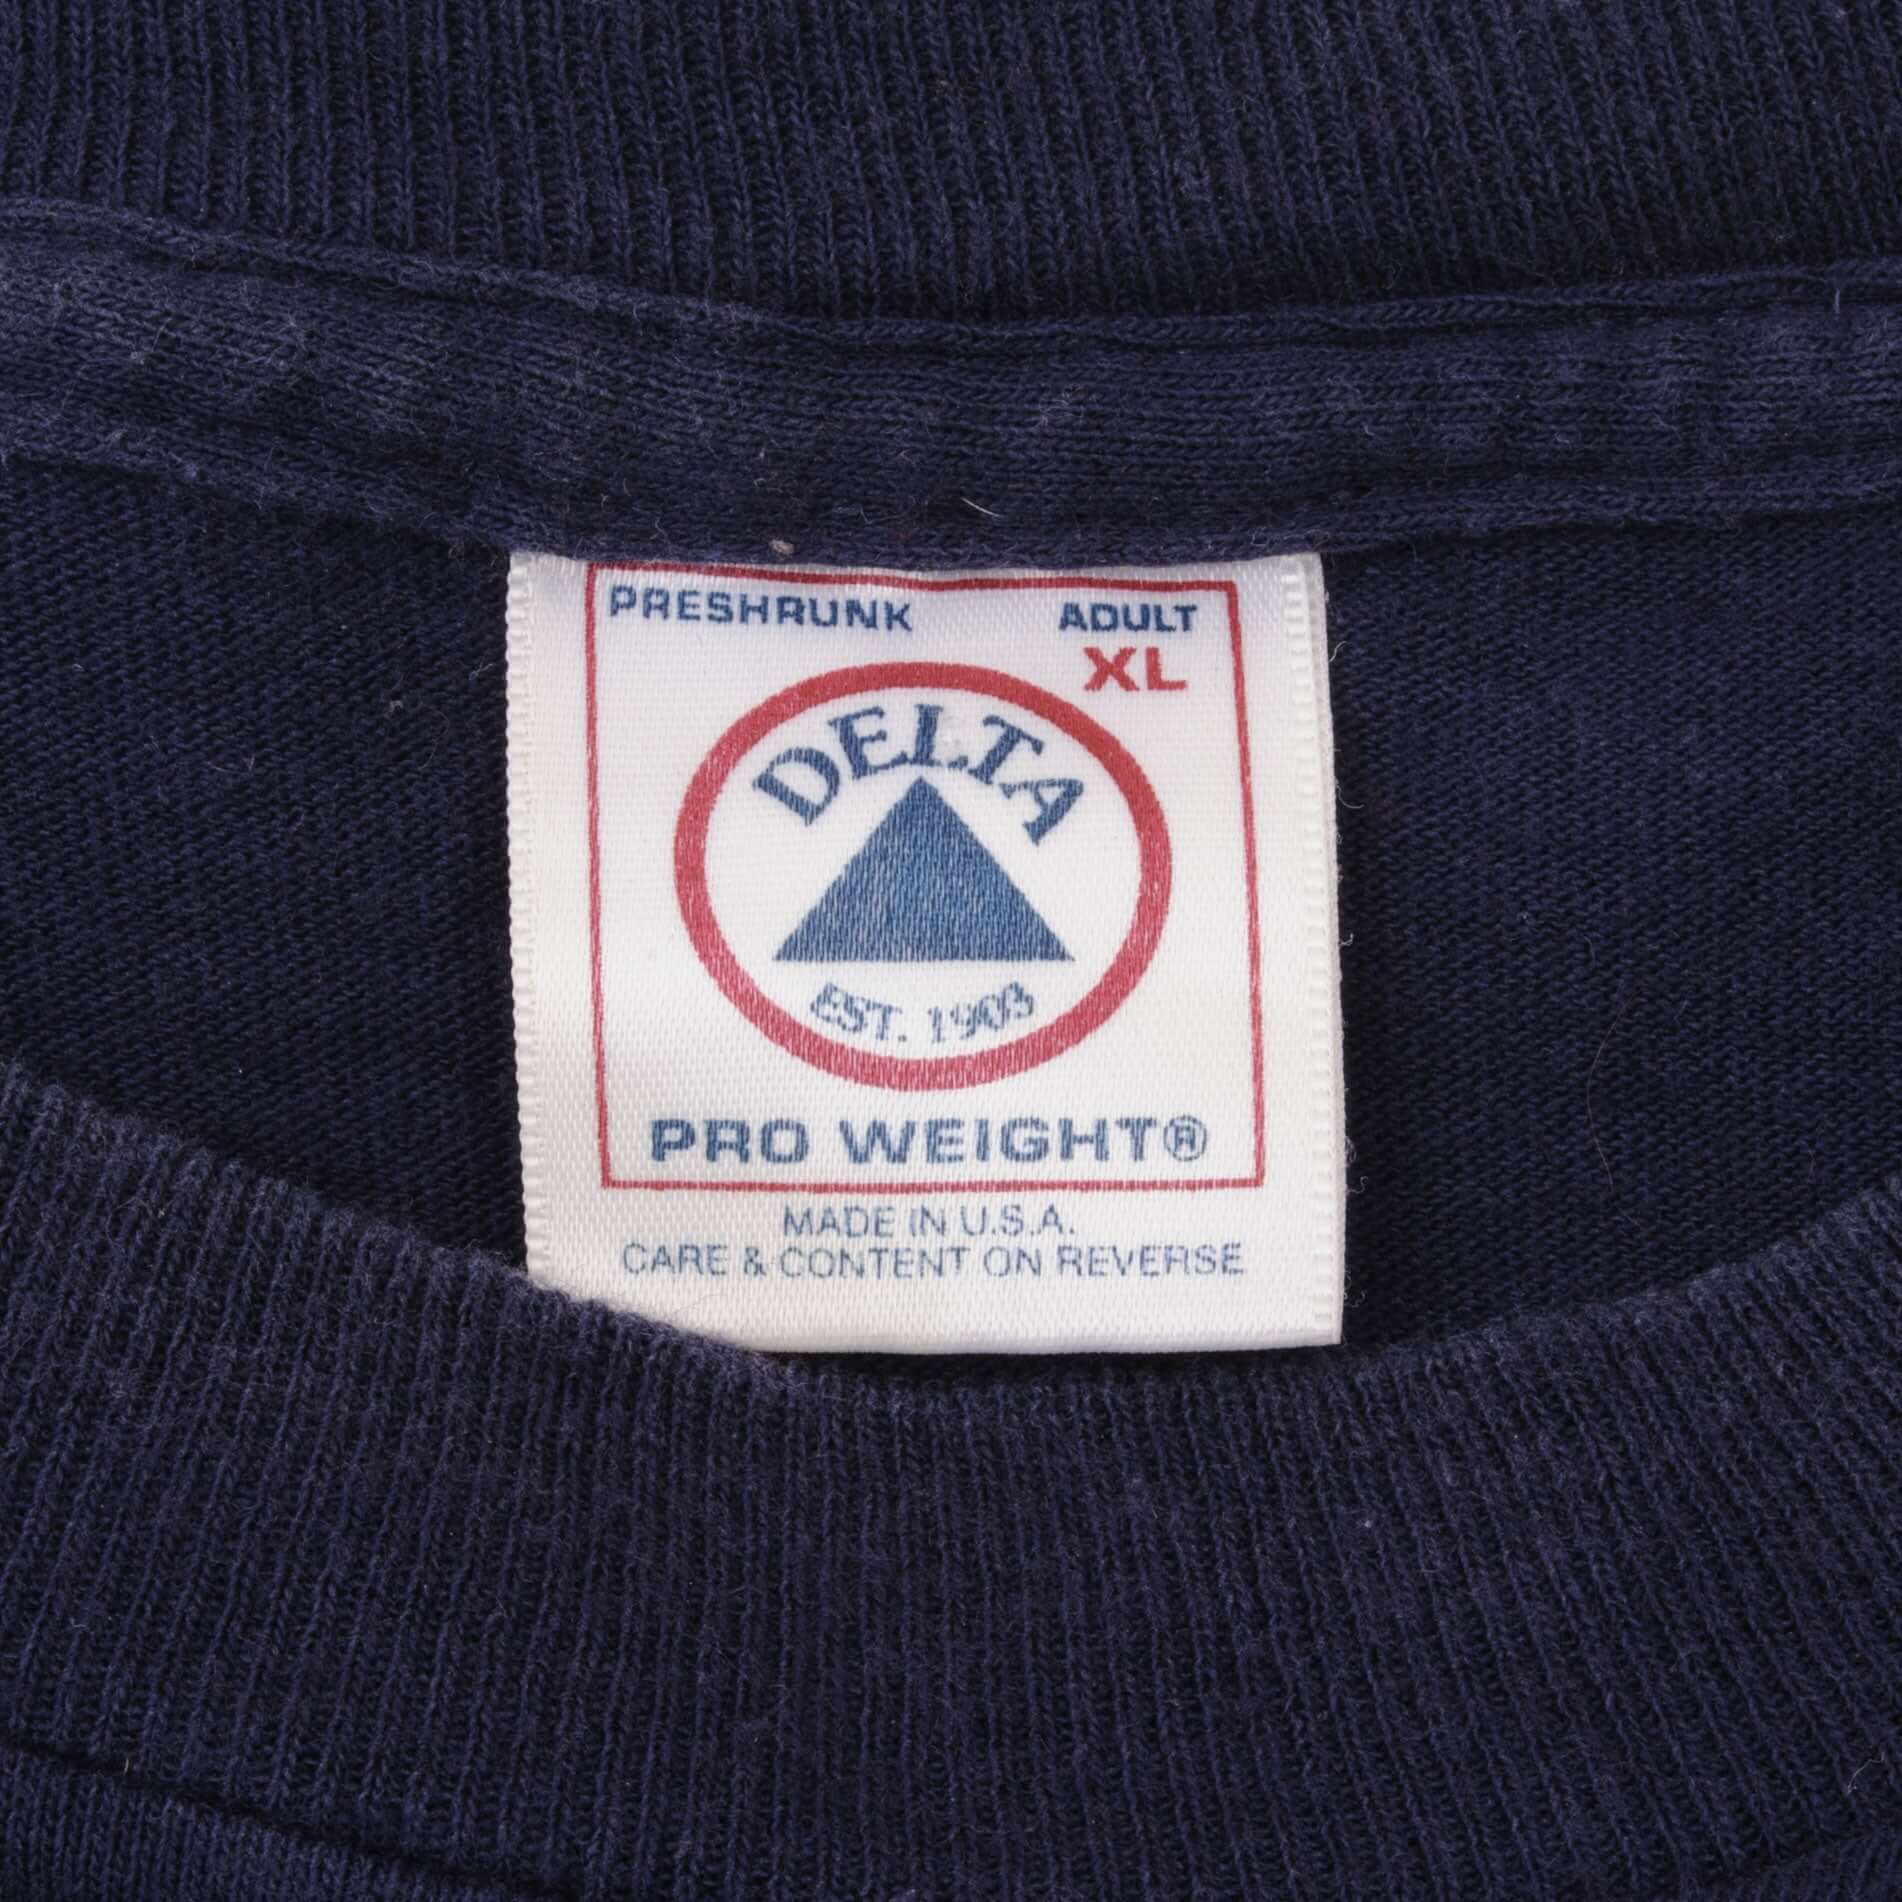 PRESHRUNK ADULT
XL
DELTA
EST. 1903
PRO WEIGHT®
MADE IN U.S.A.
CARE & CONTENT ON REVERSE